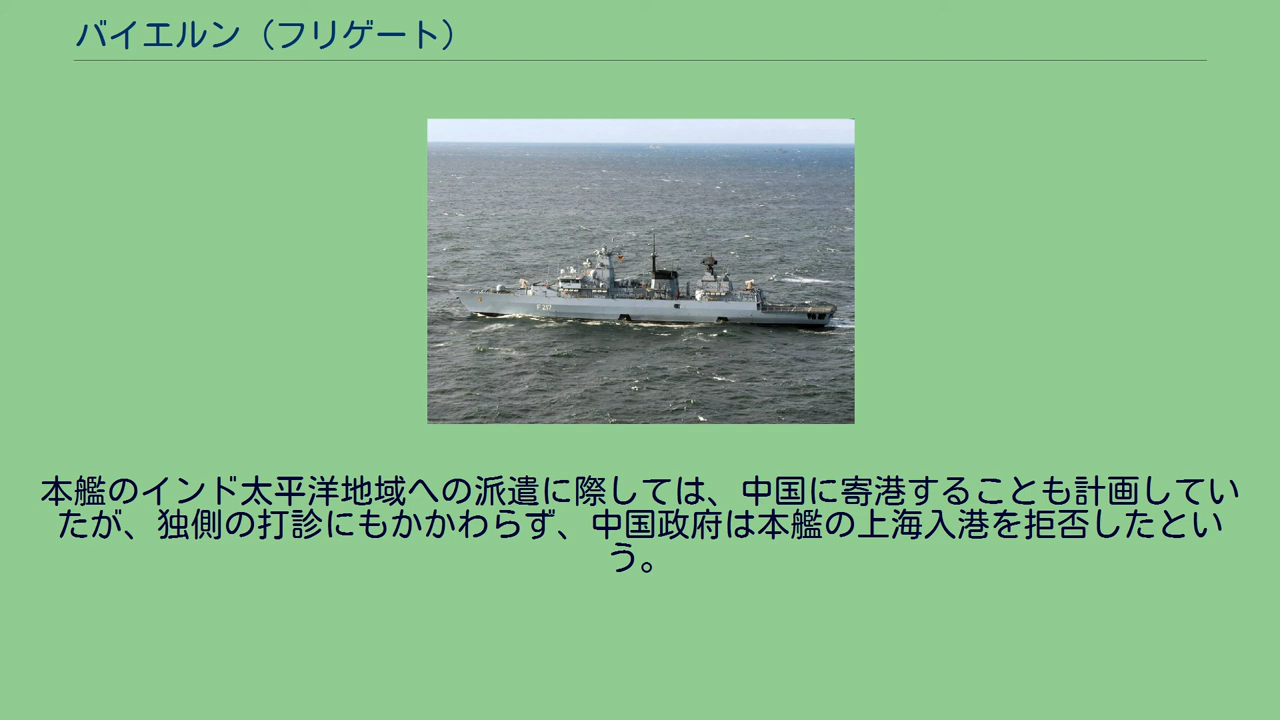 バイエルン（フリゲート）
F 217
本艦のインド太平洋地域への派遣に際しては、中国に寄港することも計画してい
たが、独側の打診にもかかわらず、中国政府は本艦の上海入港を拒否したとい
う。